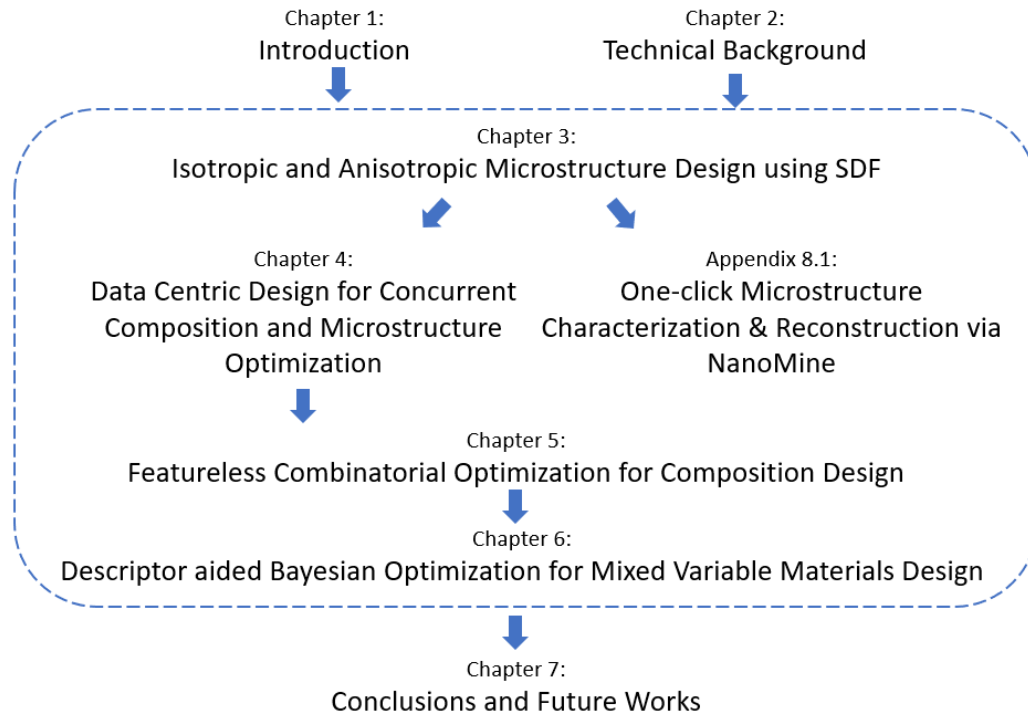 Chapter 1:
Introduction
Chapter 2:
Technical Background
Chapter 3:
Isotropic and Anisotropic Microstructure Design using SDF
Chapter 4:
Data Centric Design for Concurrent
Composition and Microstructure
Optimization
Appendix 8.1:
One-click Microstructure
Characterization & Reconstruction via
NanoMine
Chapter 5:
Featureless Combinatorial Optimization for Composition Design
Chapter 6:
Descriptor aided Bayesian Optimization for Mixed Variable Materials Design
Chapter 7:
Conclusions and Future Works